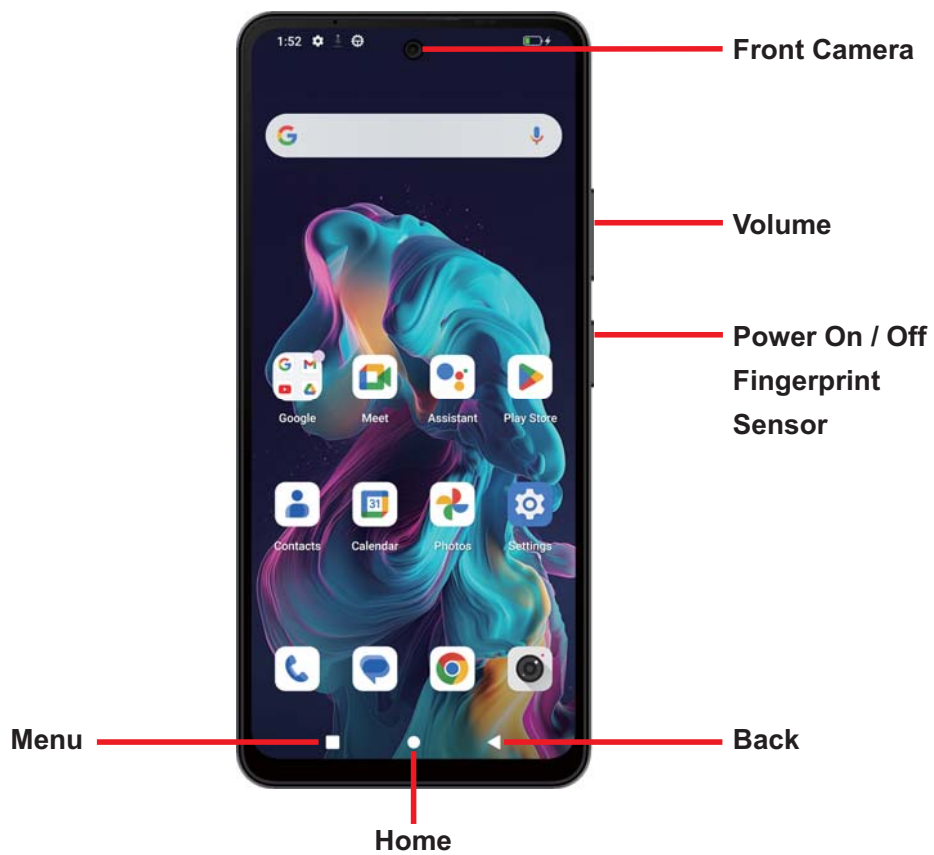 1:52
Front Camera
Volume
Power On / Off
Fingerprint
Sensor
Google
Meet
Assistant
Play Store
31
Contacts
Calendar
Photos
Settings
Menu
Back
Home